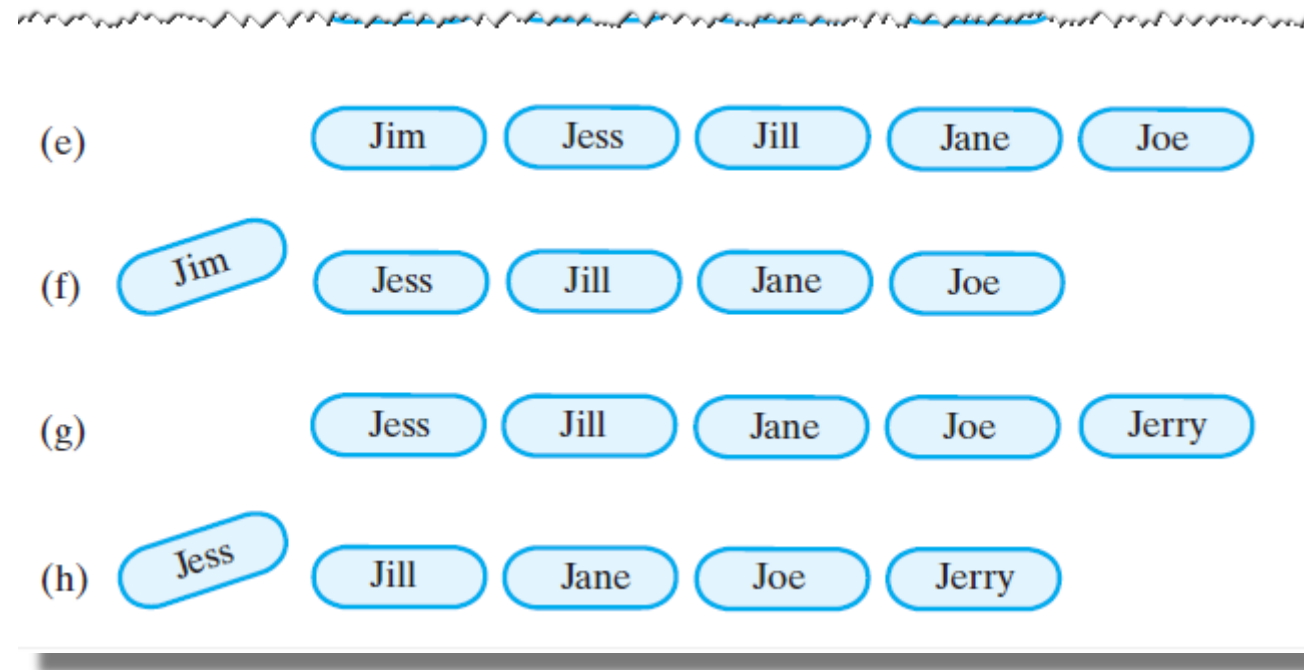 (e) Jim Jess Jill Jane Joe
(f) Jim Jess Jill Jane Joe
(g) Jess Jill Jane Joe Jerry
(h) Jess Jill Jane Joe Jerry